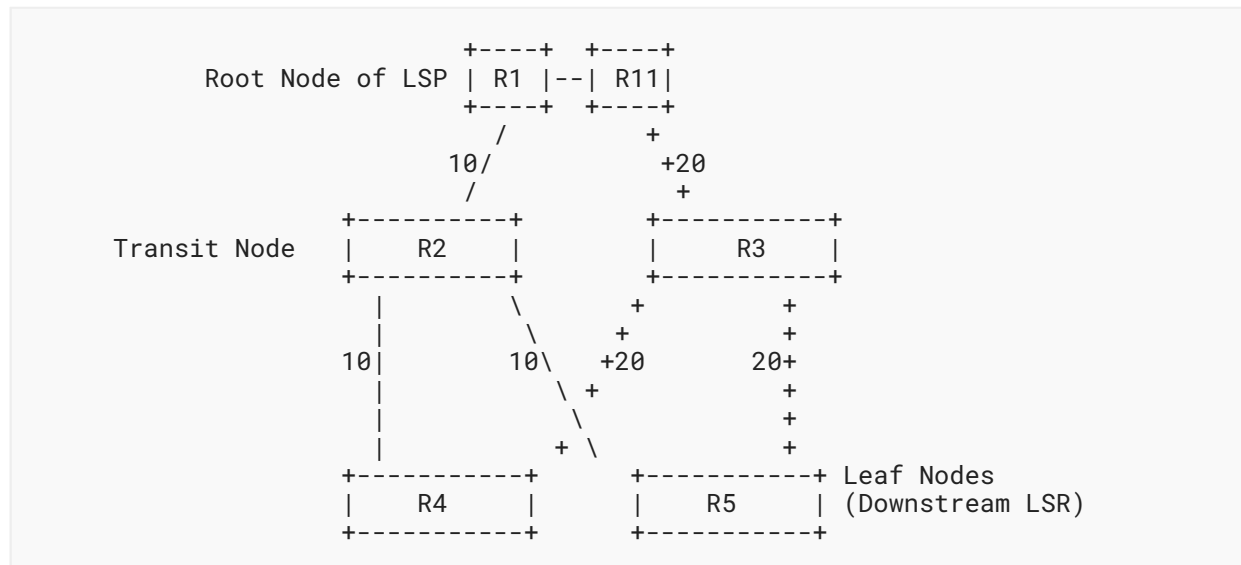 +----+  +----+
Root Node of LSP | R1 |--| R11|
+----+  +----+
/         +
10/           +20
/             +
+----------+        +-----------+
Transit Node   |    R2    |        |     R3    |
+----------+        +-----------+
|        \       +         +
|         \     +          +
10|        10\   +20       20+
|           \ +            +
|            \             +
|           + \            +
+-----------+      +-----------+ Leaf Nodes
|    R4     |      |    R5     | (Downstream LSR)
+-----------+      +-----------+